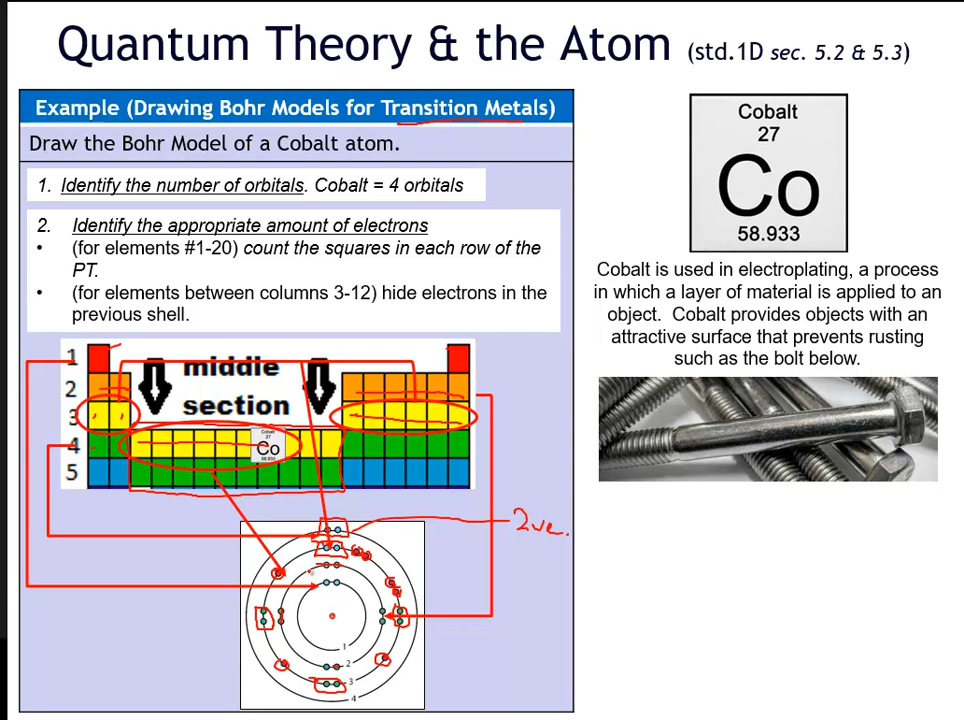 Quantum Theory & the Atom (std.1D sec. 5.2 & 5.3)
Example (Drawing Bohr Models for Transition Metals)
Draw the Bohr Model of a Cobalt atom.
1. Identify the number of orbitals. Cobalt = 4 orbitals
2. Identify the appropriate amount of electrons
• (for elements #1-20) count the squares in each row of the
PT.
• (for elements between columns 3-12) hide electrons in the
previous shell.
1
middle
2
section
3
4
Cobalt
27
Co
58.933
5
2ve.
1
2
3
4
Cobalt
27
Co
58.933
Cobalt is used in electroplating, a process
in which a layer of material is applied to an
object. Cobalt provides objects with an
attractive surface that prevents rusting
such as the bolt below.